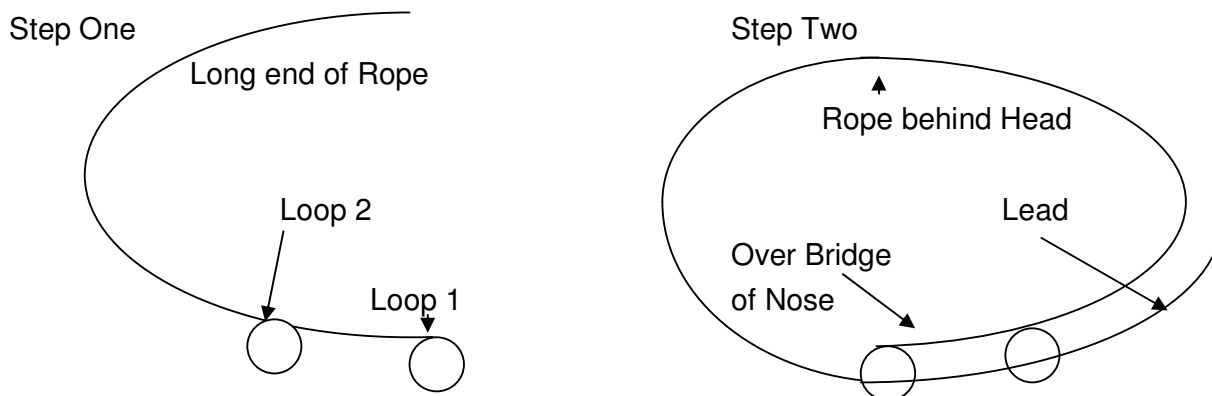 Step One
Long end of Rope
Loop 2
Loop 1
Step Two
Rope behind Head
Lead
Over Bridge
of Nose